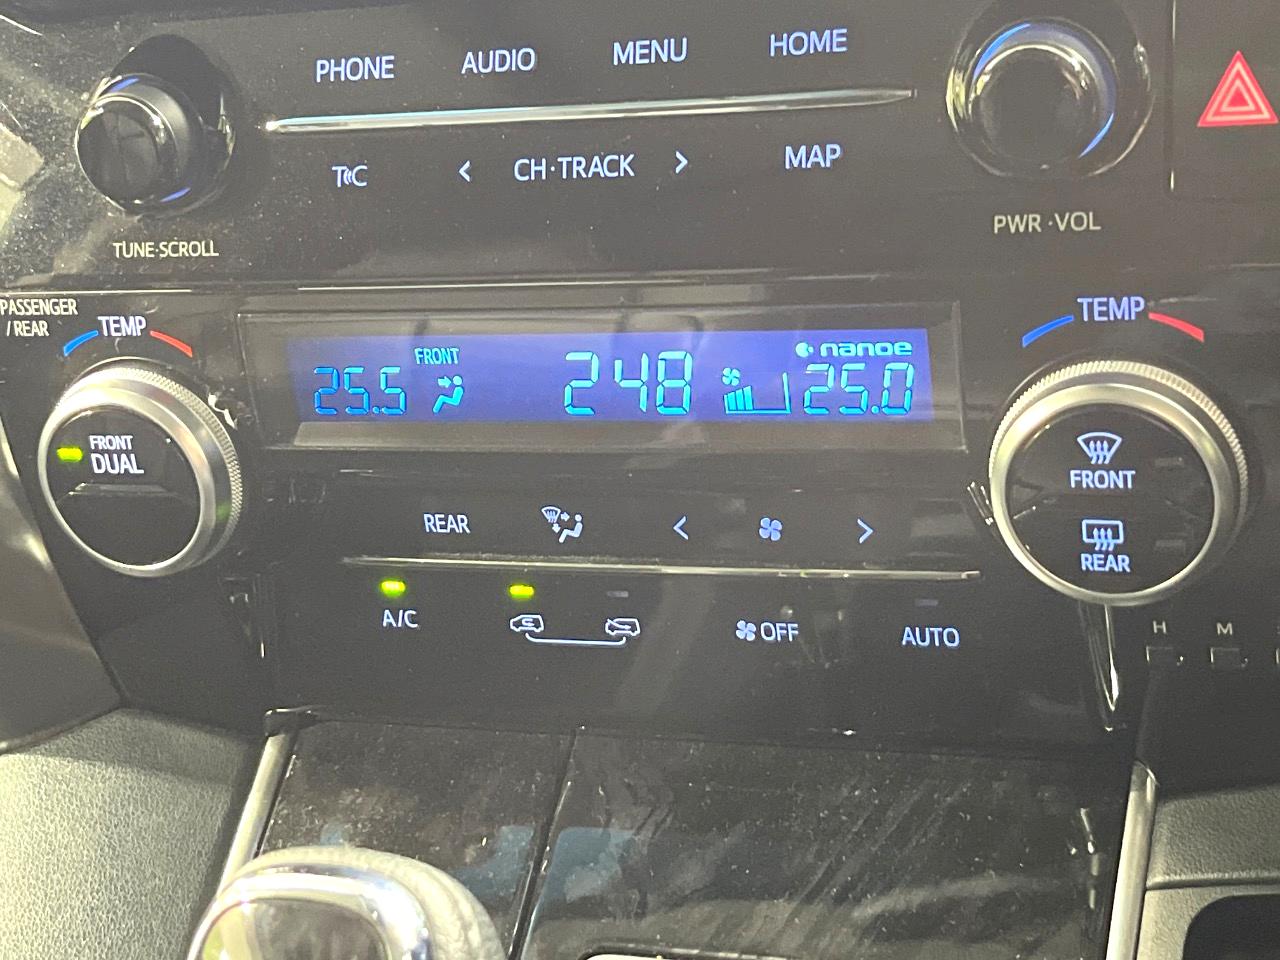 PHONE AUDIO MENU HOME
CH·TRACK MAP
TUNE·SCROLL
PWR·VOL
PASSENGER
/REAR
TEMP
TEMP
FRONT
nanoe
25.5 248 25.0
FRONT
DUAL
FRONT
REAR
REAR
A/C OFF AUTO
H M